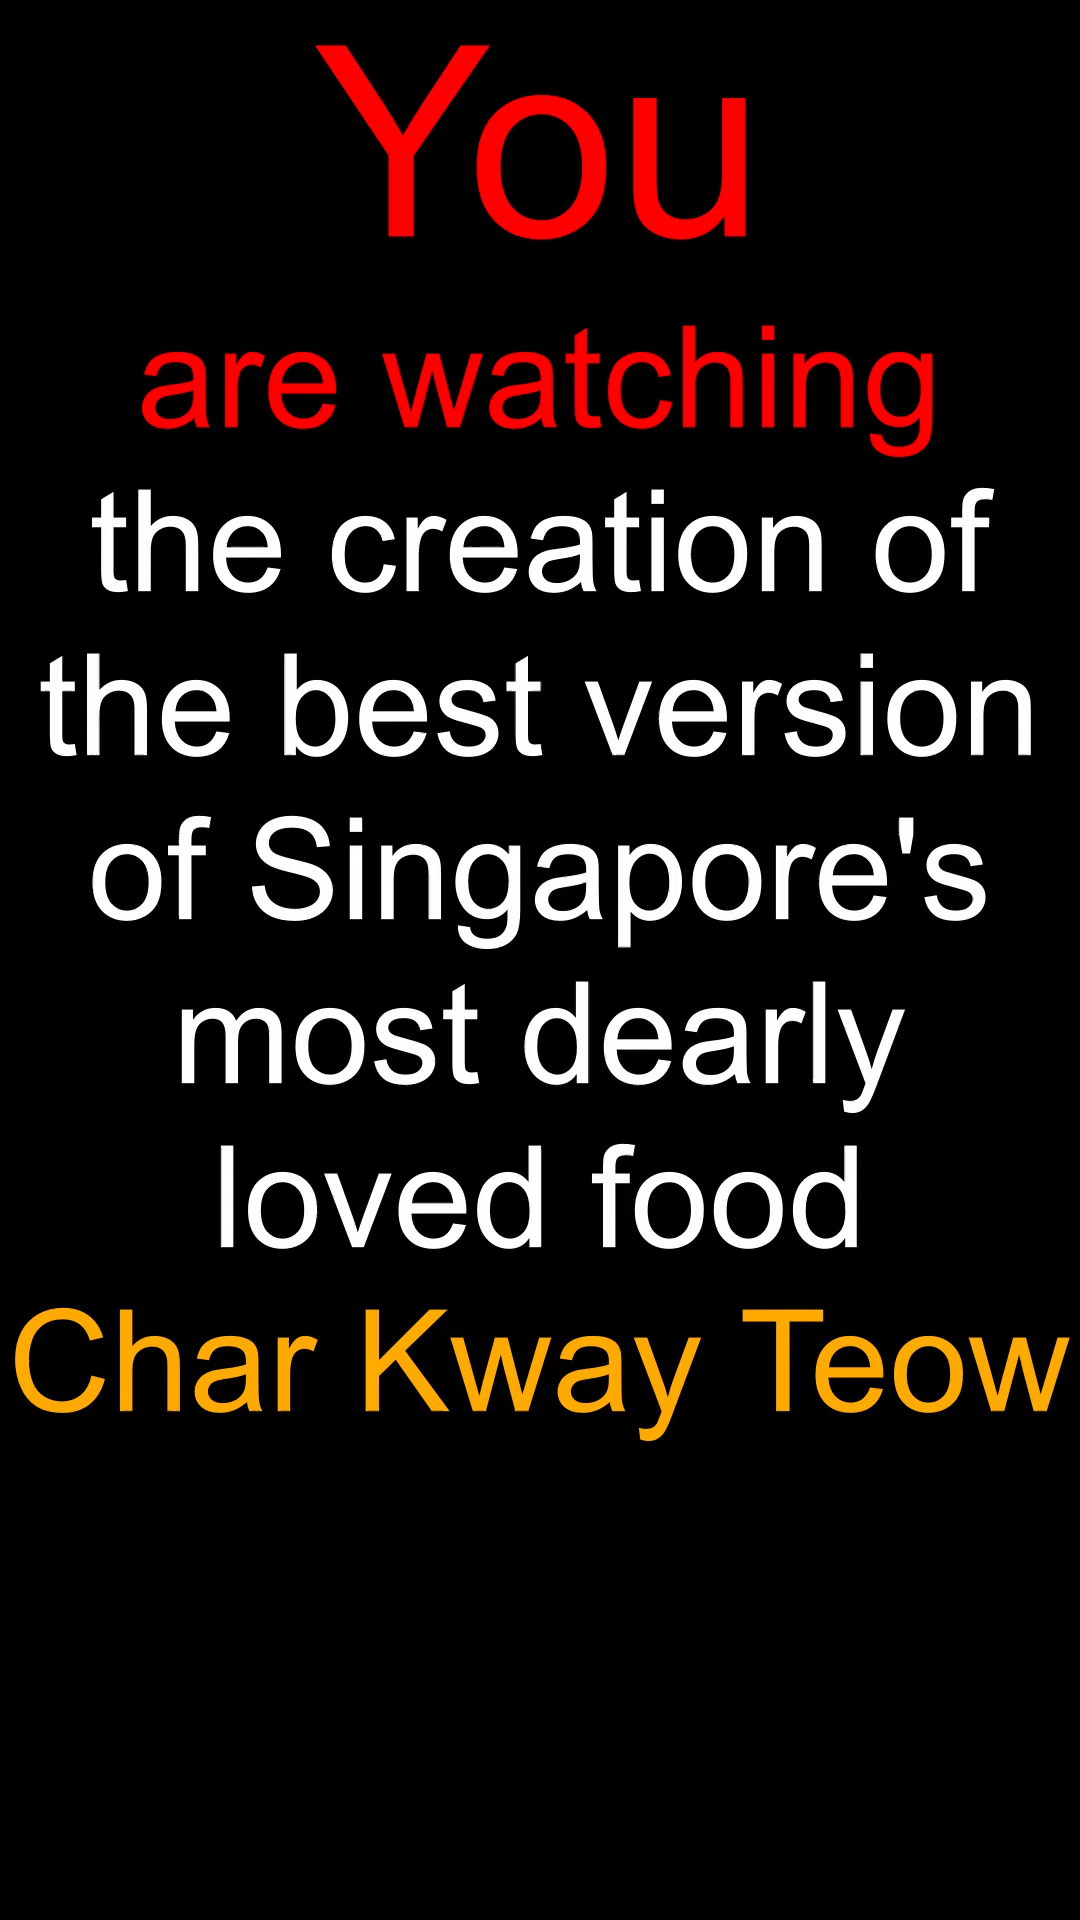 You
are watching
the creation of
the best version
of Singapore's
most dearly
loved food
Char Kway Teow